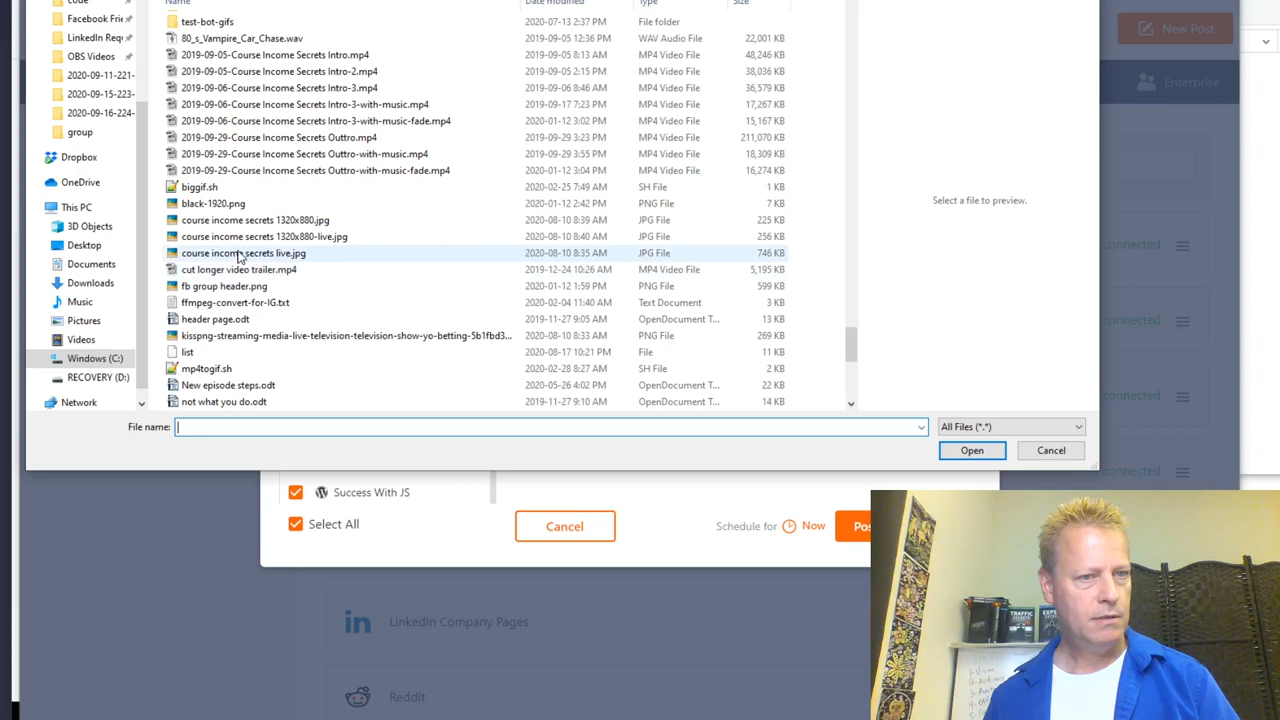 Name Date modified Type Size
code
Facebook Frie
LinkedIn Requ
OBS Videos
2020-09-11-221-
2020-09-15-223-
2020-09-16-224-
group
Dropbox
OneDrive
This PC
3D Objects
Desktop
Documents
Downloads
Music
Pictures
Videos
Windows (C:)
RECOVERY (D:)
Network
test-bot-gifs 2020-07-13 2:37 PM File folder
80_s_Vampire_Car_Chase.wav 2019-09-05 12:36 PM WAV Audio File 22,001 KB
2019-09-05-Course Income Secrets Intro.mp4 2019-09-05 8:13 AM MP4 Video File 48,246 KB
2019-09-05-Course Income Secrets Intro-2.mp4 2019-09-05 2:15 PM MP4 Video File 38,036 KB
2019-09-06-Course Income Secrets Intro-3.mp4 2019-09-06 8:46 AM MP4 Video File 36,579 KB
2019-09-06-Course Income Secrets Intro-3-with-music.mp4 2019-09-17 7:23 PM MP4 Video File 17,267 KB
2019-09-06-Course Income Secrets Intro-3-with-music-fade.mp4 2020-01-12 3:02 PM MP4 Video File 15,167 KB
2019-09-29-Course Income Secrets Outtro.mp4 2019-09-29 3:23 PM MP4 Video File 211,070 KB
2019-09-29-Course Income Secrets Outtro-with-music.mp4 2019-09-29 3:55 PM MP4 Video File 18,309 KB
2019-09-29-Course Income Secrets Outtro-with-music-fade.mp4 2020-01-12 3:04 PM MP4 Video File 16,274 KB
biggif.sh 2020-02-25 7:49 AM SH File 1 KB
black-1920.png 2020-01-12 2:42 PM PNG File 7 KB
course income secrets 1320x880.jpg 2020-08-10 8:39 AM JPG File 225 KB
course income secrets 1320x880-live.jpg 2020-08-10 8:40 AM JPG File 256 KB
course income secrets live.jpg 2020-08-10 8:35 AM JPG File 746 KB
cut longer video trailer.mp4 2019-12-24 10:26 AM MP4 Video File 5,195 KB
fb group header.png 2020-01-12 1:59 PM PNG File 599 KB
ffmpeg-convert-for-IG.txt 2020-02-04 11:40 AM Text Document 3 KB
header page.odt 2019-11-27 9:05 AM OpenDocument T... 13 KB
kisspng-streaming-media-live-television-television-show-yo-betting-5b1fbd3... 2020-08-10 8:33 AM PNG File 269 KB
list 2020-08-17 10:21 PM File 11 KB
mp4togif.sh 2020-02-28 8:27 AM SH File 2 KB
New episode steps.odt 2020-05-26 4:02 PM OpenDocument T... 22 KB
not what you do.odt 2019-11-27 9:10 AM OpenDocument T... 14 KB
Select a file to preview.
File name: All Files (*.*)
Open Cancel
New Post
Enterprise
connected
connected
connected
connected
Success With JS
Select All
Cancel
Schedule for Now
Pos
LinkedIn Company Pages
Reddit
TRAFFIC